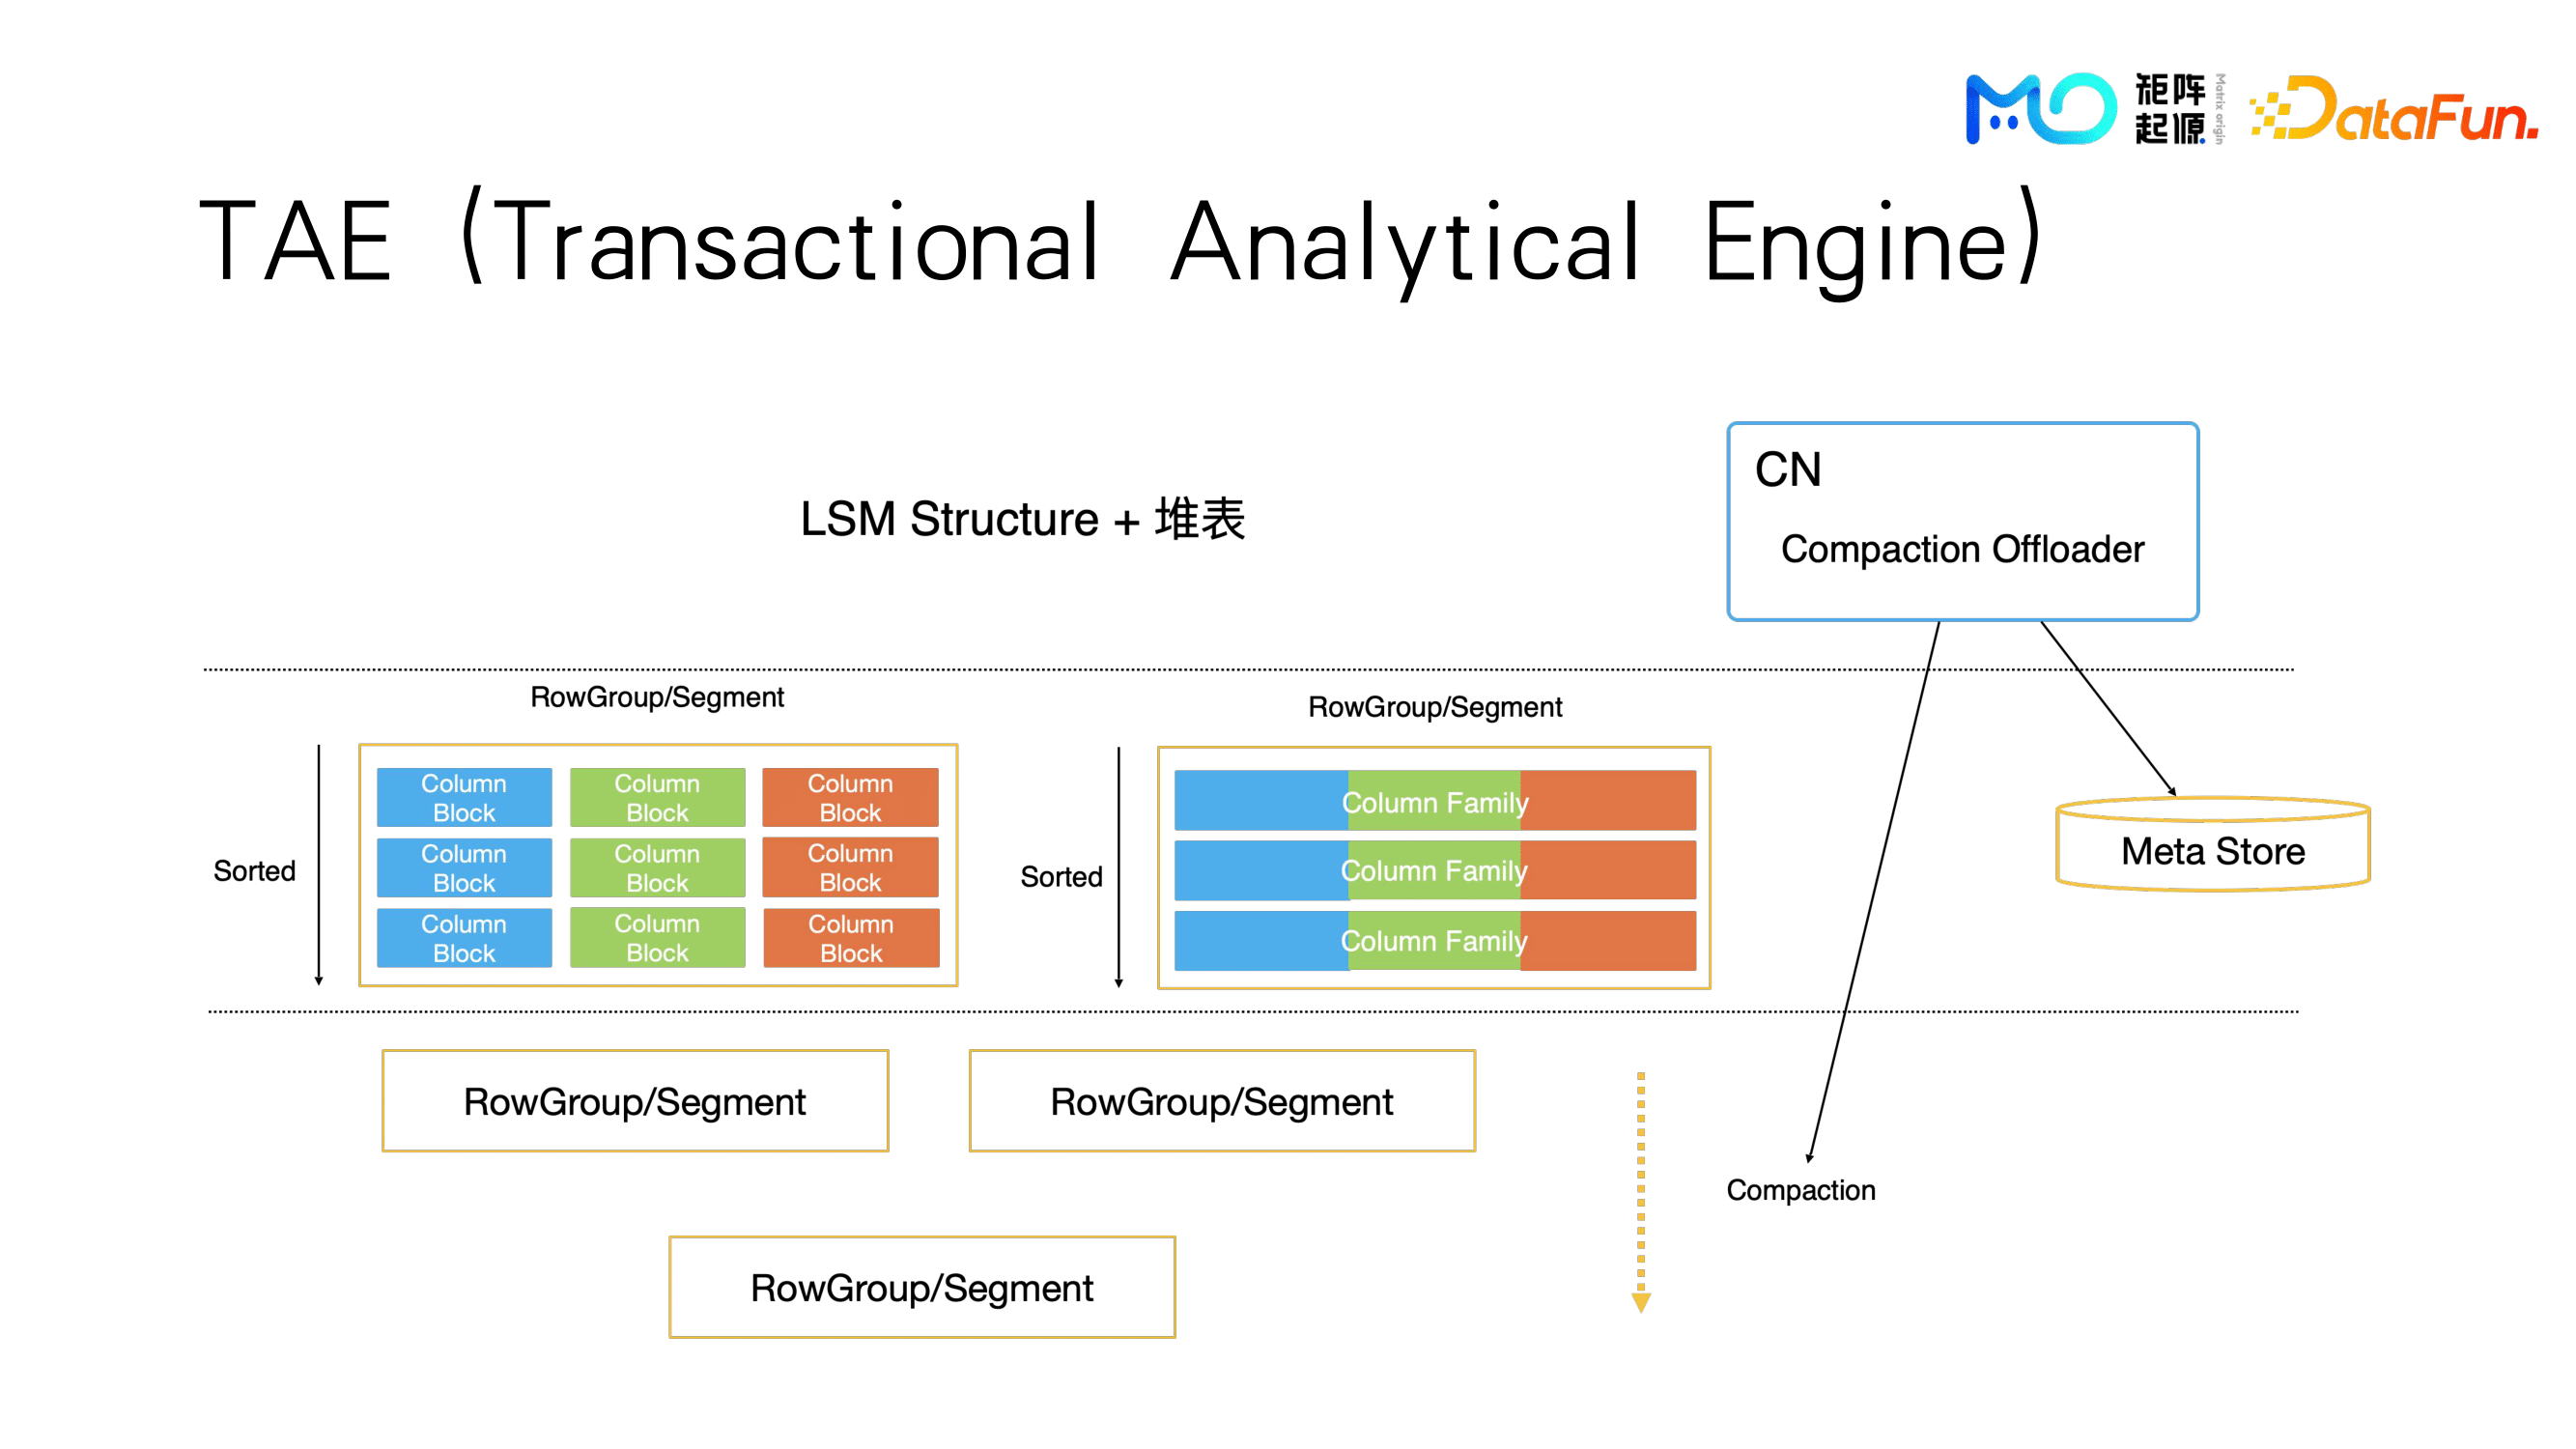 矩阵
起源
Matrix origin
DataFun.
TAE (Transactional Analytical Engine)
CN
LSM Structure + 堆表
Compaction Offloader
RowGroup/Segment
RowGroup/Segment
Sorted
Column
Block
Column
Block
Column
Block
Column
Block
Column
Block
Column
Block
Column
Block
Column
Block
Column
Block
Sorted
Column Family
Column Family
Column Family
Meta Store
RowGroup/Segment
RowGroup/Segment
Compaction
RowGroup/Segment